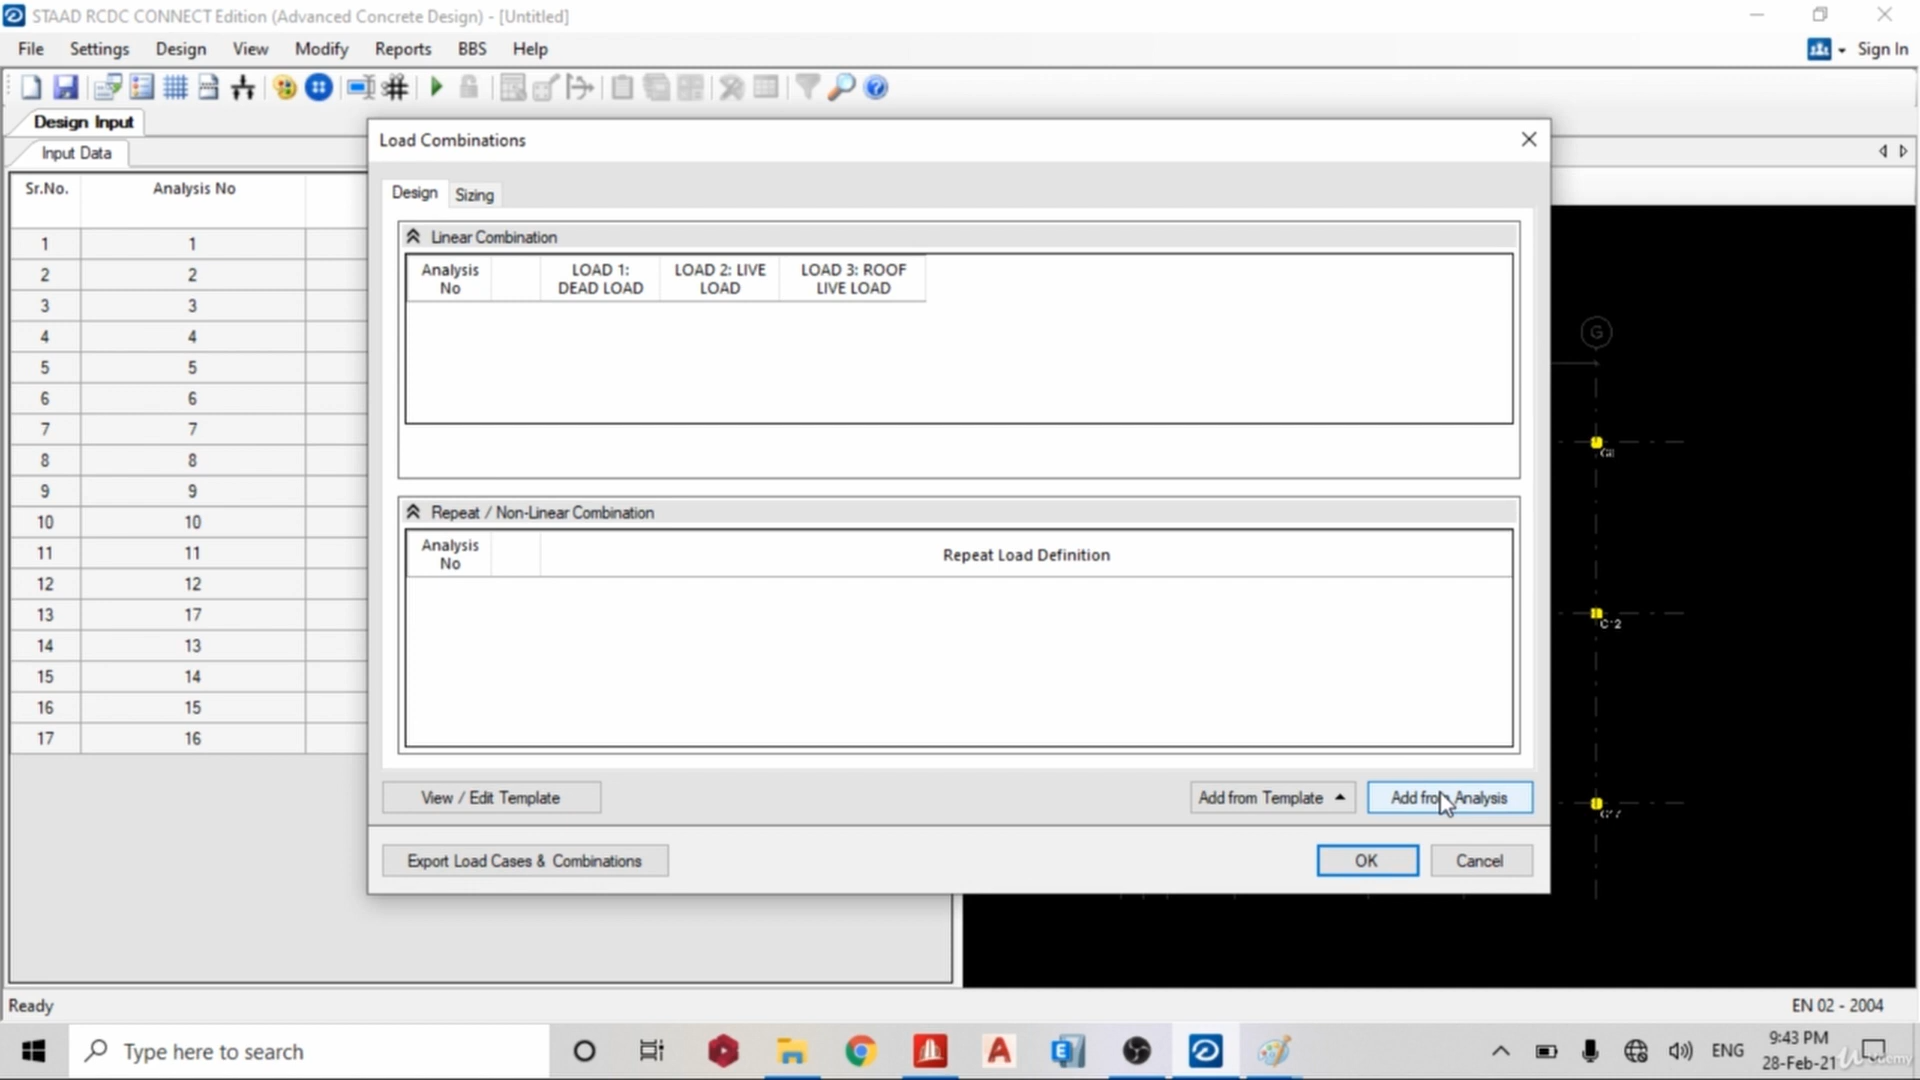 STAAD RCDC CONNECT Edition (Advanced Concrete Design) - [Untitled]
File Settings Design View Modify Reports BBS Help Sign In
Design Input
Input Data
Sr.No. Analysis No
1 1
2 2
3 3
4 4
5 5
6 6
7 7
8 8
9 9
10 10
11 11
12 12
13 17
14 13
15 14
16 15
17 16
Load Combinations
Design Sizing
Linear Combination
Analysis No
LOAD 1: DEAD LOAD
LOAD 2: LIVE LOAD
LOAD 3: ROOF LIVE LOAD
Repeat / Non-Linear Combination
Analysis No
Repeat Load Definition
View / Edit Template Add from Template Add from Analysis
Export Load Cases & Combinations OK Cancel
G
Ready EN 02 - 2004
Type here to search
ENG
9:43 PM
28-Feb-21
Udemy